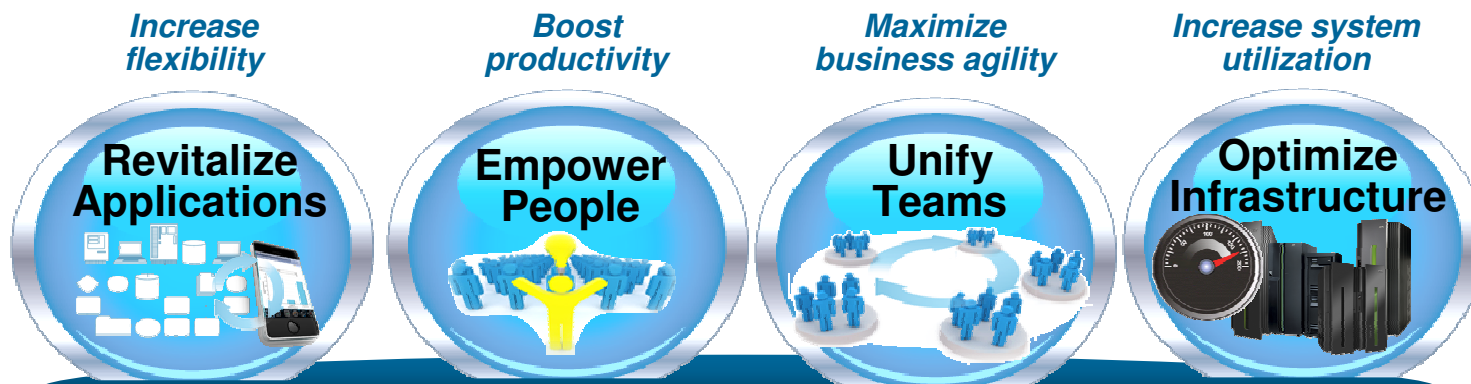 Increase
flexibility
Boost
productivity
Maximize
business agility
Increase system
utilization
Revitalize
Applications
Empower
People
Unify
Teams
Optimize
Infrastructure